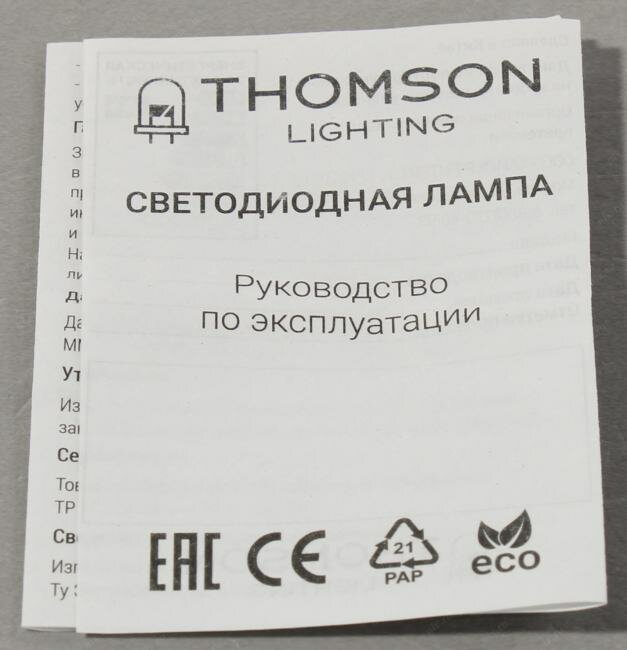 THOMSON
LIGHTING
СВЕТОДИОДНАЯ ЛАМПА
Руководство
по эксплуатации
EAC CE 21 PAP eco